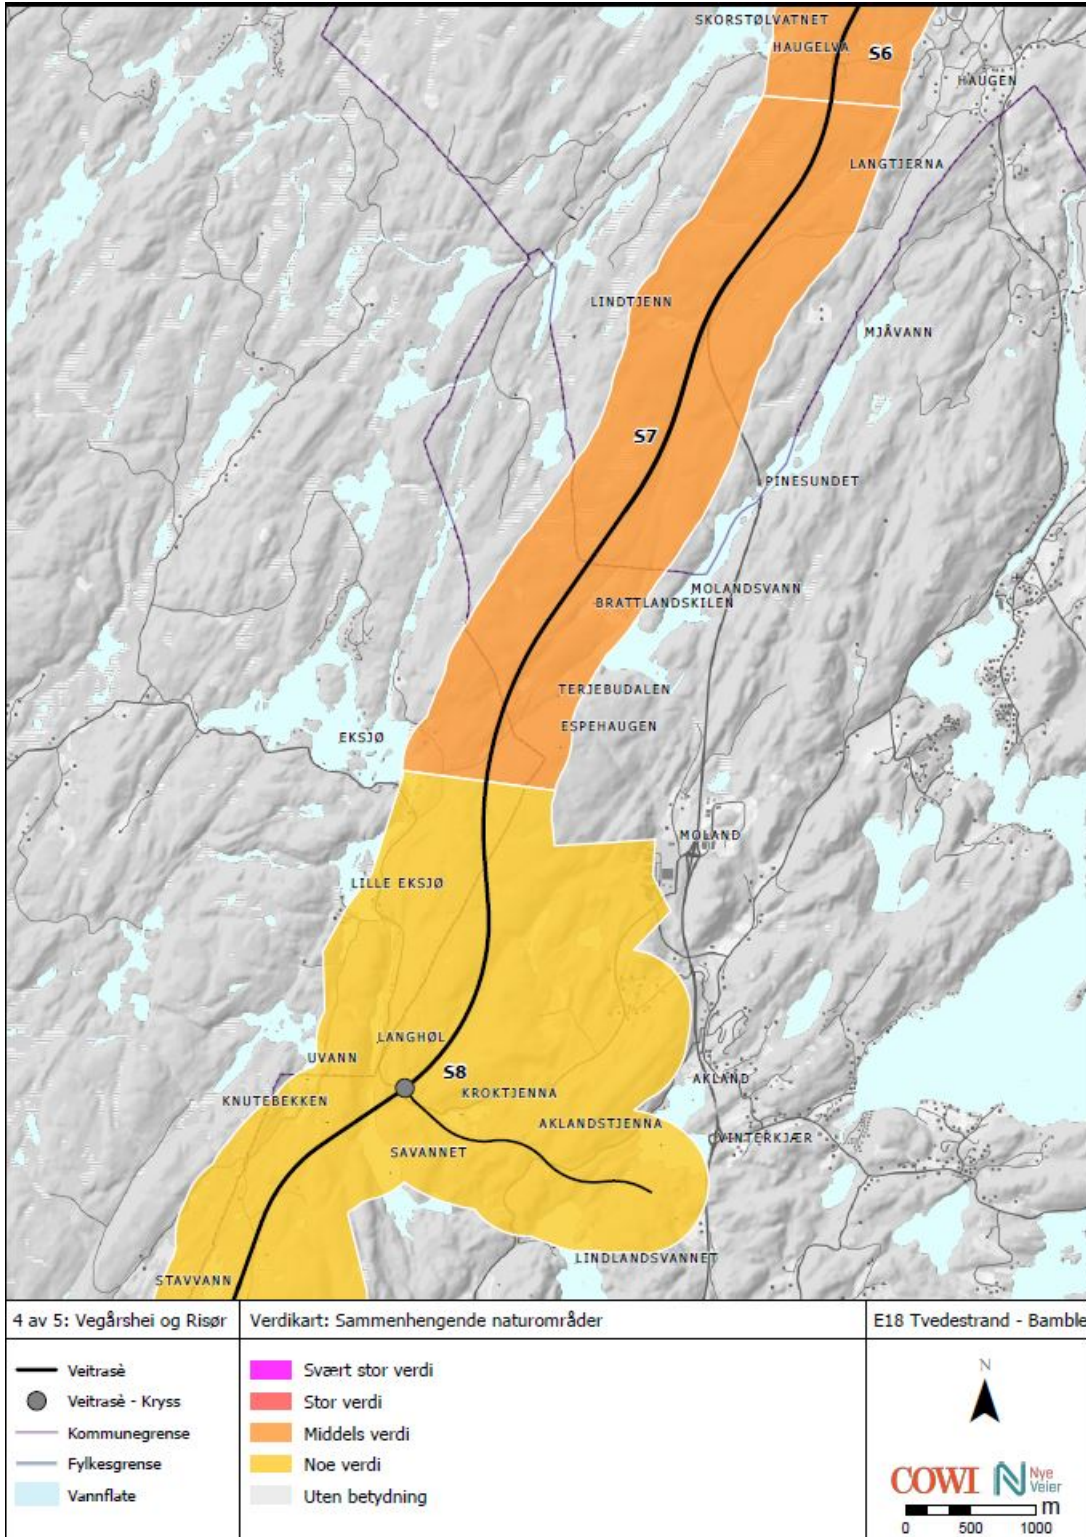 SKORSTØLVATNET
HAUGELVA
S6
HAUGEN
LANGTJERNA
LINDTJENN
MJÅVANN
S7
PINESUNDET
MOLANDSVANN
BRATTLANDSKILEN
TERJEBUDALEN
ESPEHAUGEN
EKSJØ
MOLAND
LILLE EKSJØ
LANGHØL
UVANN
S8
KNUTEBEKKEN
KROKTJENNA
AKLAND
AKLANDSTJENNA
VINTERKJÆR
SAVANNET
LINDLANDSVANNET
STAVVANN
4 av 5: Vegårshei og Risør
Verdikart: Sammenhengende naturområder
E18 Tvedestrand - Bamble
Veitrasè
Veitrasè - Kryss
Kommunegrense
Fylkesgrense
Vannflate
Svært stor verdi
Stor verdi
Middels verdi
Noe verdi
Uten betydning
N
COWI
Nye Veier
m
0 500 1000